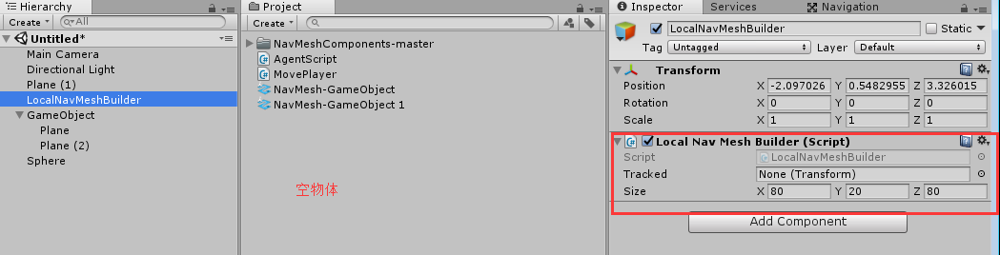 Hierarchy
Create
All
Untitled*
Main Camera
Directional Light
Plane (1)
LocalNavMeshBuilder
GameObject
Plane
Plane (2)
Sphere
Project
Create
NavMeshComponents-master
AgentScript
MovePlayer
NavMesh-GameObject
NavMesh-GameObject 1
空物体
Inspector
Services
Navigation
LocalNavMeshBuilder
Static
Tag Untagged Layer Default
Transform
Position X -2.097026 Y 0.5482955 Z 3.326015
Rotation X 0 Y 0 Z 0
Scale X 1 Y 1 Z 1
Local Nav Mesh Builder (Script)
Script LocalNavMeshBuilder
Tracked None (Transform)
Size X 80 Y 20 Z 80
Add Component